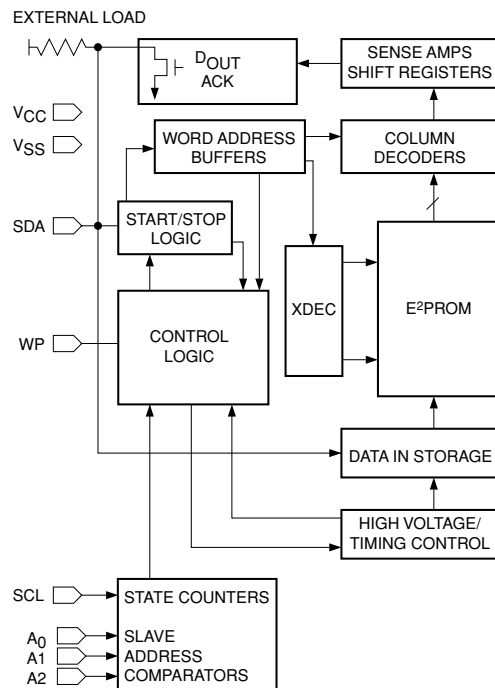 EXTERNAL LOAD
DOUT
ACK
SENSE AMPS
SHIFT REGISTERS
VCC
VSS
WORD ADDRESS
BUFFERS
COLUMN
DECODERS
SDA
START/STOP
LOGIC
XDEC
E²PROM
WP
CONTROL
LOGIC
DATA IN STORAGE
HIGH VOLTAGE/
TIMING CONTROL
SCL
STATE COUNTERS
A0
SLAVE
A1
ADDRESS
A2
COMPARATORS